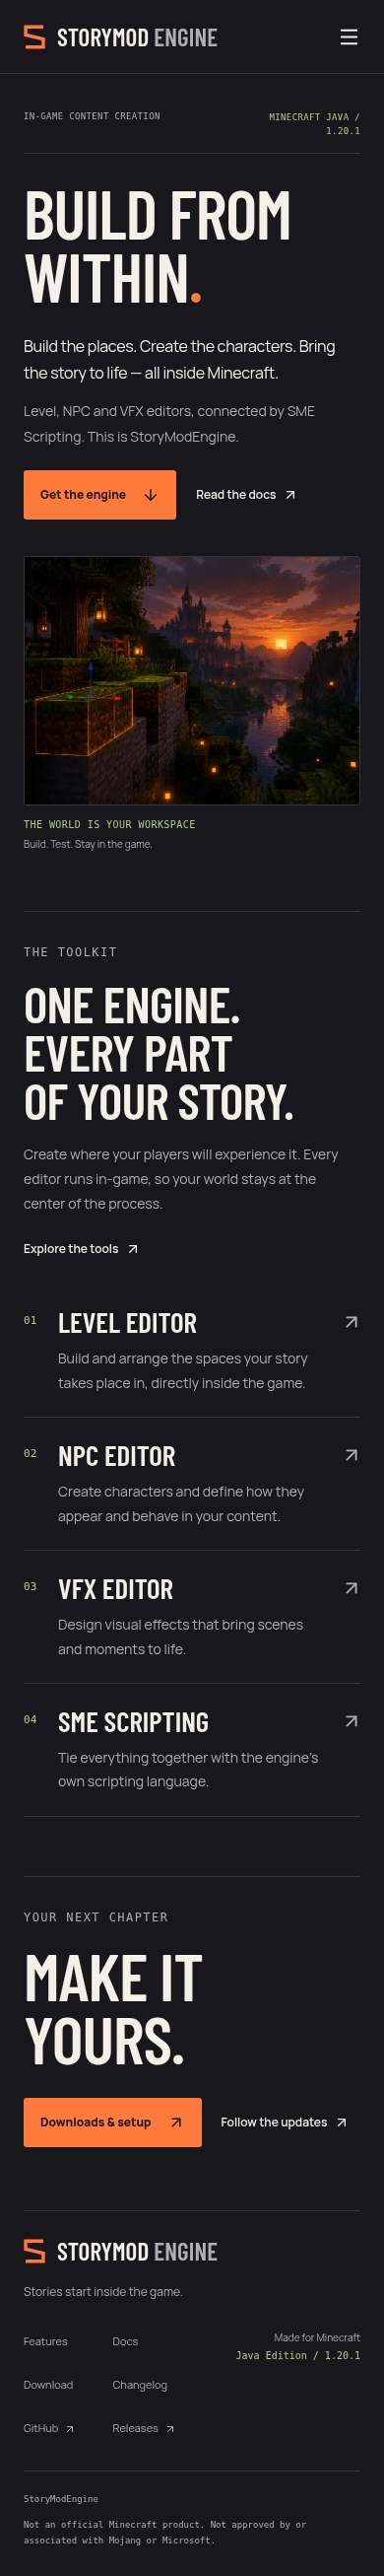 STORYMOD ENGINE
IN-GAME CONTENT CREATION
MINECRAFT JAVA /
1.20.1
BUILD FROM
WITHIN.
Build the places. Create the characters. Bring
the story to life — all inside Minecraft.
Level, NPC and VFX editors, connected by SME
Scripting. This is StoryModEngine.
Get the engine
Read the docs
THE WORLD IS YOUR WORKSPACE
Build. Test. Stay in the game.
THE TOOLKIT
ONE ENGINE.
EVERY PART
OF YOUR STORY.
Create where your players will experience it. Every
editor runs in-game, so your world stays at the
center of the process.
Explore the tools
01 LEVEL EDITOR
Build and arrange the spaces your story
takes place in, directly inside the game.
02 NPC EDITOR
Create characters and define how they
appear and behave in your content.
03 VFX EDITOR
Design visual effects that bring scenes
and moments to life.
04 SME SCRIPTING
Tie everything together with the engine's
own scripting language.
YOUR NEXT CHAPTER
MAKE IT
YOURS.
Downloads & setup
Follow the updates
STORYMOD ENGINE
Stories start inside the game.
Features
Docs
Made for Minecraft
Java Edition / 1.20.1
Download
Changelog
GitHub
Releases
StoryModEngine
Not an official Minecraft product. Not approved by or
associated with Mojang or Microsoft.